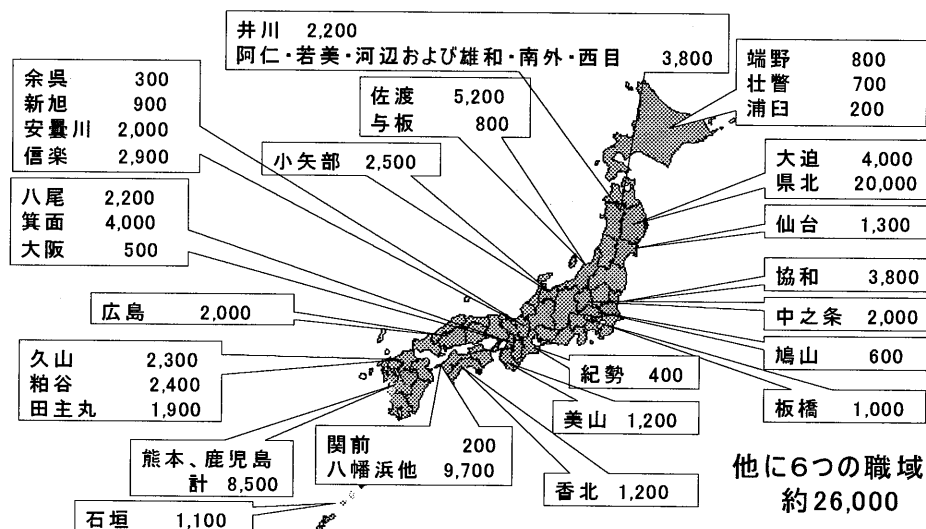 井川 2,200
阿仁・若美・河辺および雄和・南外・西目 3,800
余呉 300
新旭 900
安曇川 2,000
信楽 2,900
佐渡 5,200
与板 800
端野 800
壮瞥 700
浦臼 200
小矢部 2,500
大迫 4,000
県北 20,000
八尾 2,200
箕面 4,000
大阪 500
仙台 1,300
協和 3,800
広島 2,000
中之条 2,000
鳩山 600
久山 2,300
粕谷 2,400
田主丸 1,900
紀勢 400
板橋 1,000
美山 1,200
熊本、鹿児島
計 8,500
関前 200
八幡浜他 9,700
香北 1,200
石垣 1,100
他に6つの職域
約26,000